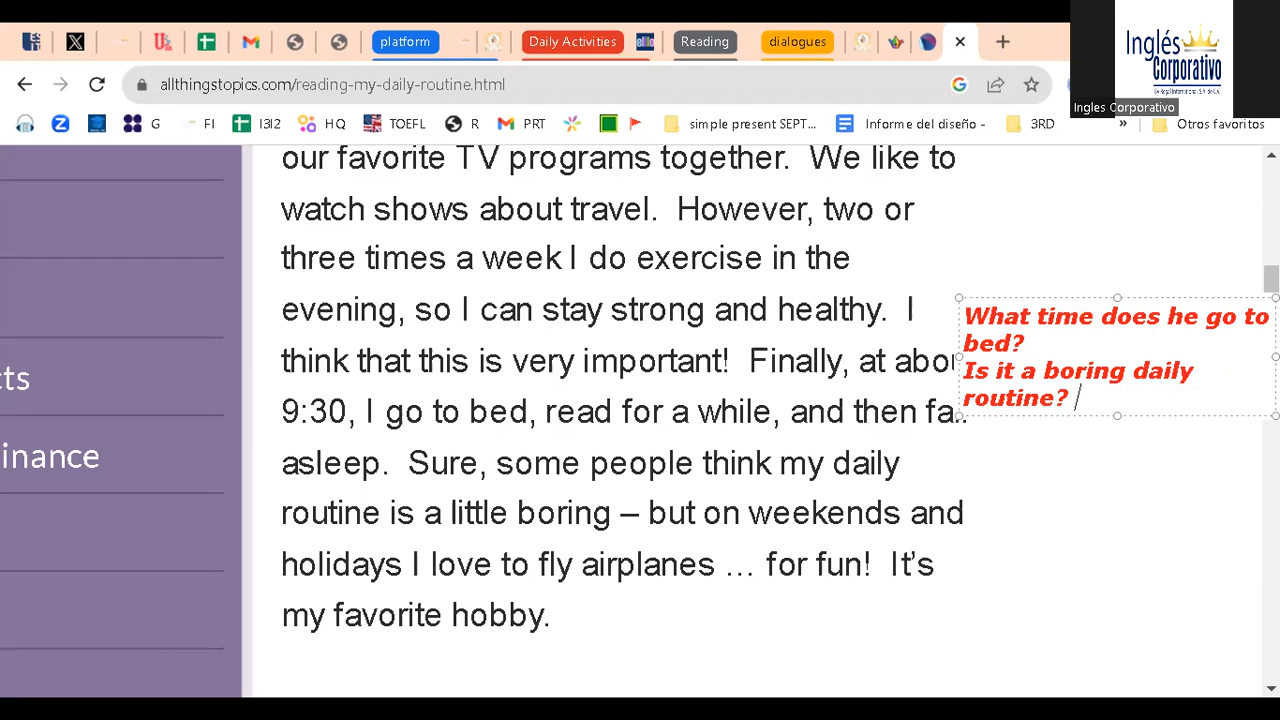 platform
Daily Activities
Reading
dialogues
Inglés
Corporativo
Ingles Corporativo
allthingstopics.com/reading-my-daily-routine.html
G
FI
I3I2
HQ
TOEFL
R
PRT
simple present SEPT...
Informe del diseño -
3RD
»
Otros favoritos
our favorite TV programs together. We like to
watch shows about travel. However, two or
three times a week I do exercise in the
evening, so I can stay strong and healthy. I
think that this is very important! Finally, at abou
9:30, I go to bed, read for a while, and then fa
asleep. Sure, some people think my daily
routine is a little boring – but on weekends and
holidays I love to fly airplanes … for fun! It’s
my favorite hobby.
What time does he go to
bed?
Is it a boring daily
routine?
cts
inance